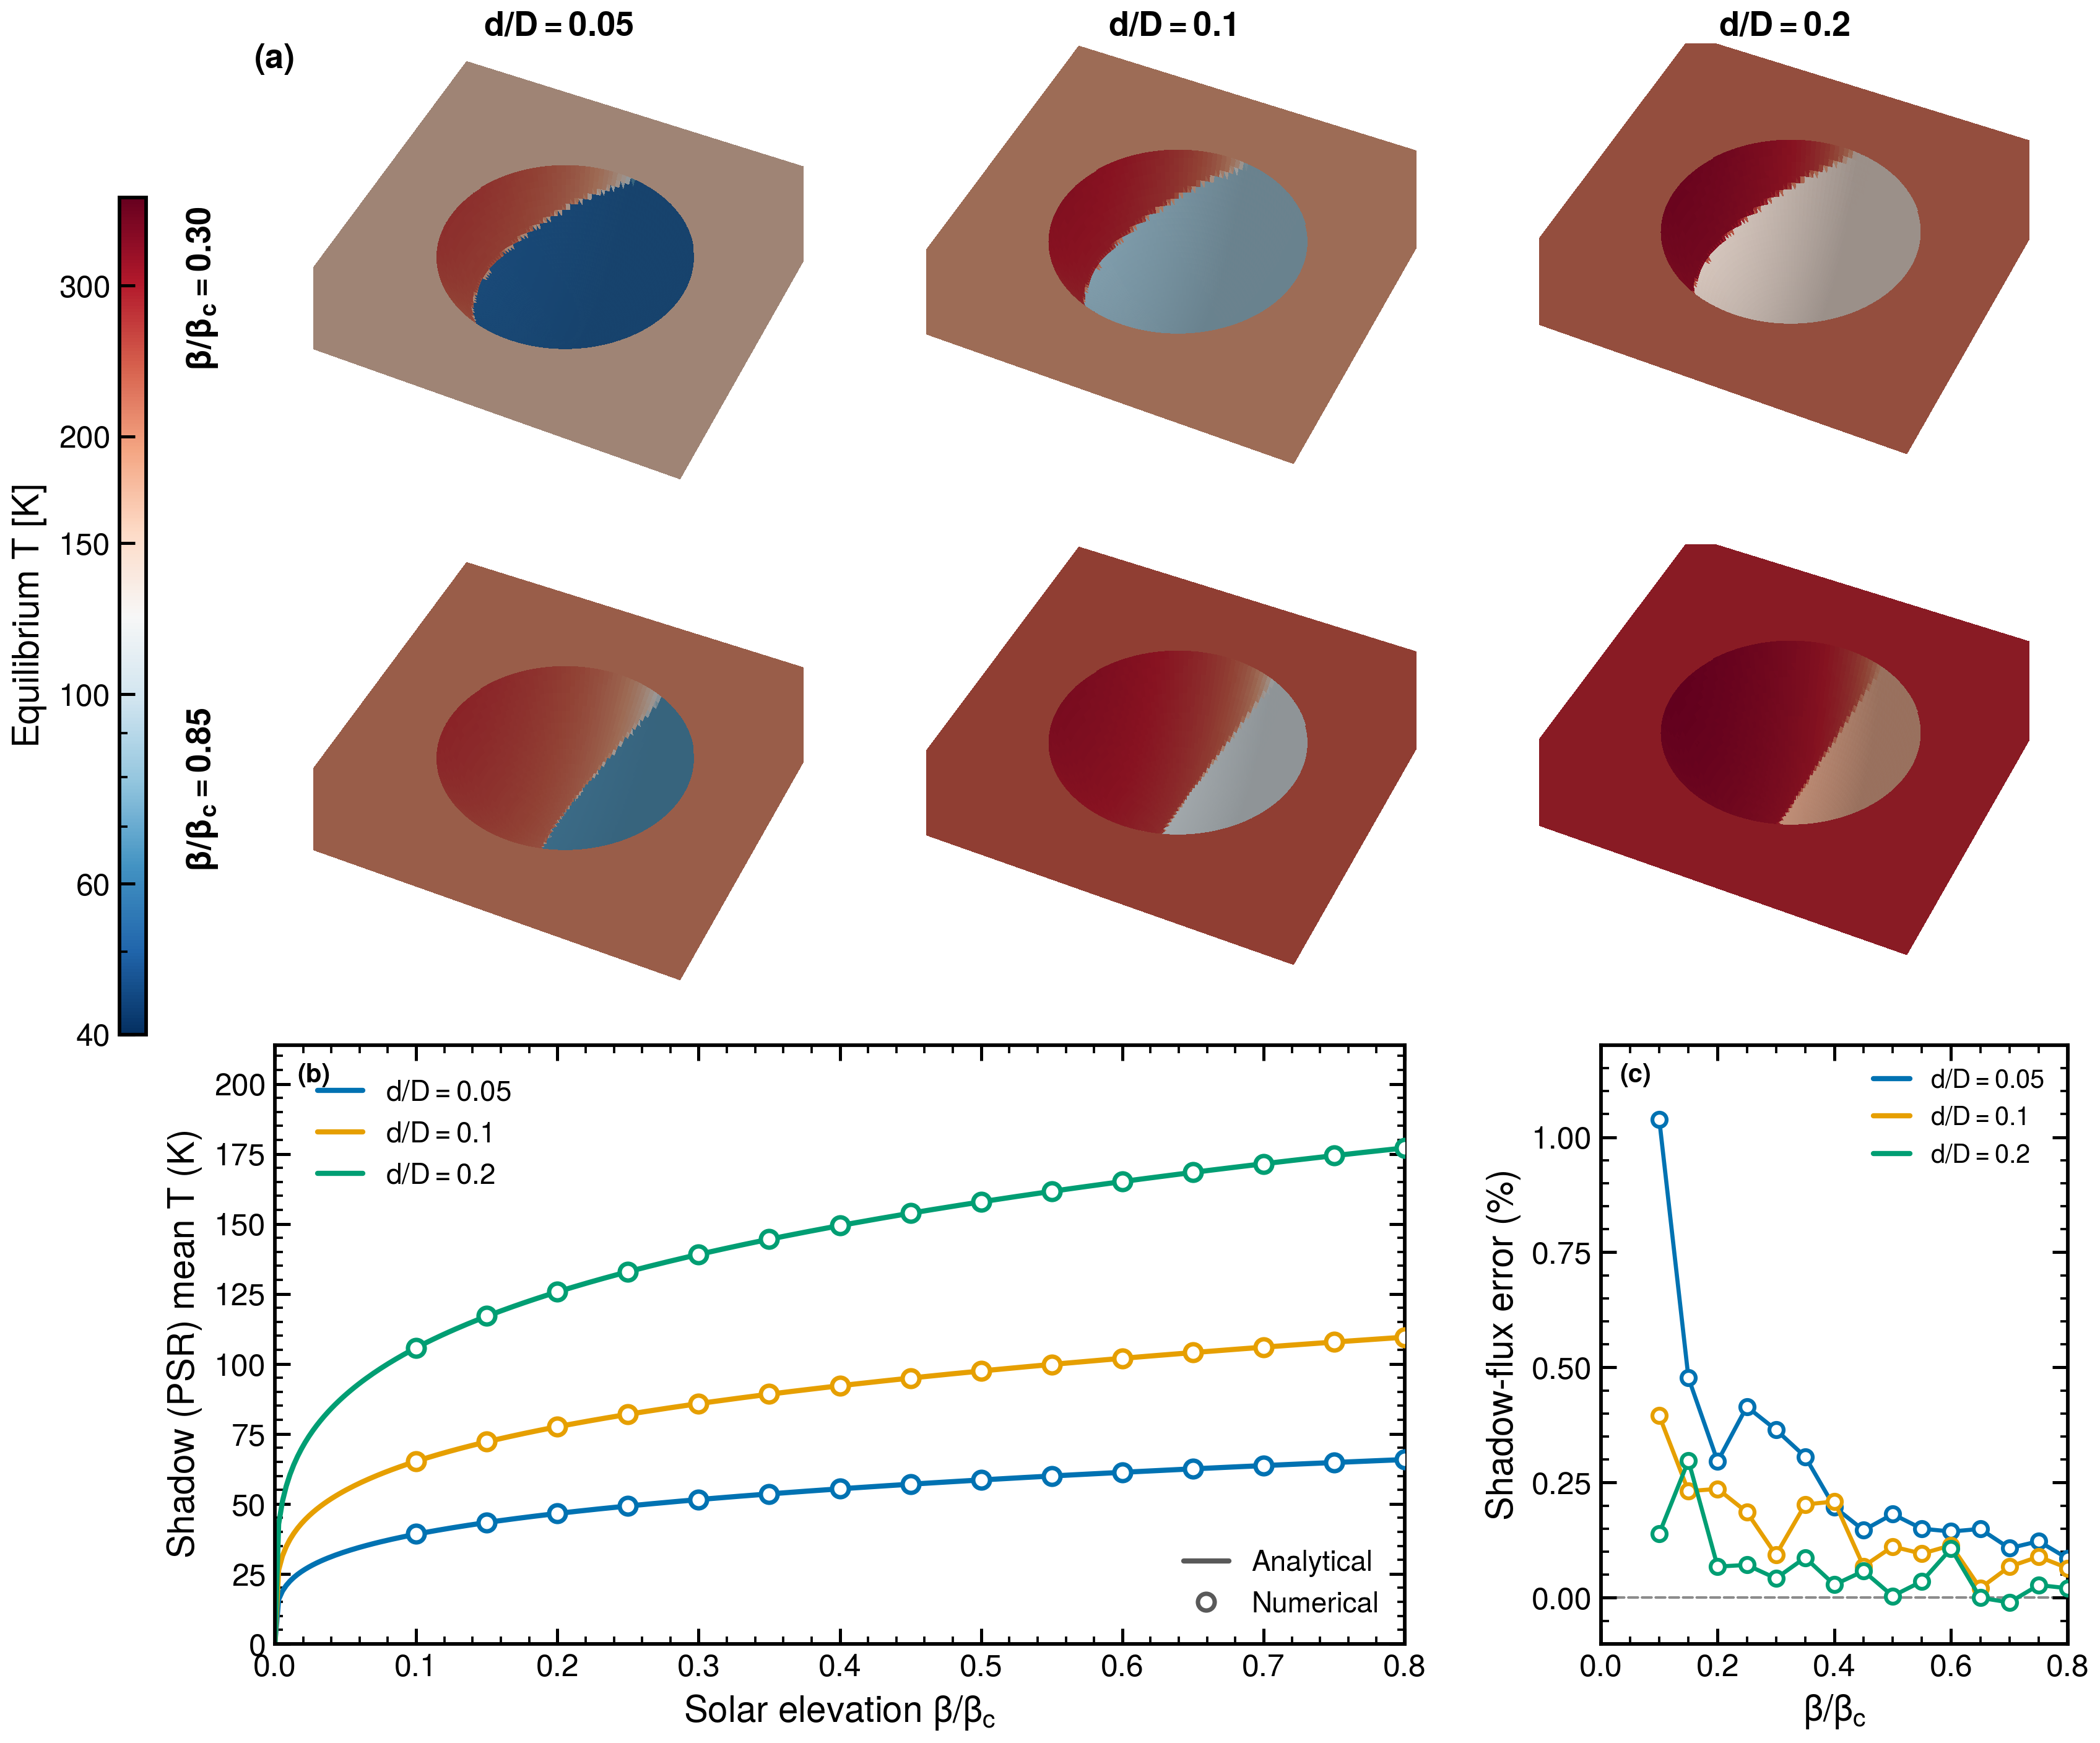 d/D = 0.05
d/D = 0.1
d/D = 0.2
(a)
β/βc = 0.30
β/βc = 0.85
Equilibrium T [K]
300
200
150
100
60
40
(b)
d/D = 0.05
d/D = 0.1
d/D = 0.2
Analytical
Numerical
Shadow (PSR) mean T (K)
200
175
150
125
100
75
50
25
0
0.0 0.1 0.2 0.3 0.4 0.5 0.6 0.7 0.8
Solar elevation β/βc
(c)
d/D = 0.05
d/D = 0.1
d/D = 0.2
Shadow-flux error (%)
1.00
0.75
0.50
0.25
0.00
0.0 0.2 0.4 0.6 0.8
β/βc